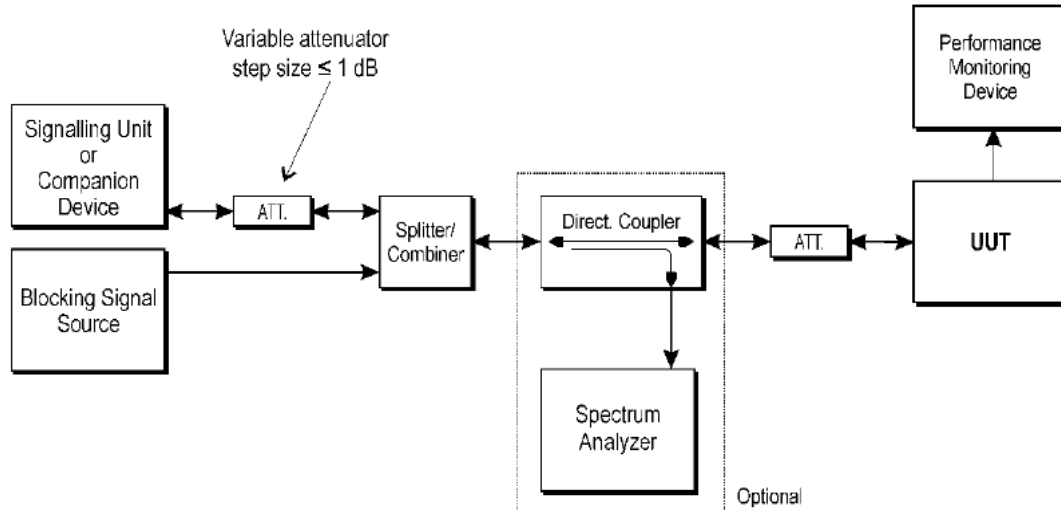 Variable attenuator
step size ≤ 1 dB
Performance
Monitoring
Device
Signalling Unit
or
Companion
Device
ATT.
Splitter/
Combiner
Direct. Coupler
ATT.
UUT
Blocking Signal
Source
Spectrum
Analyzer
Optional